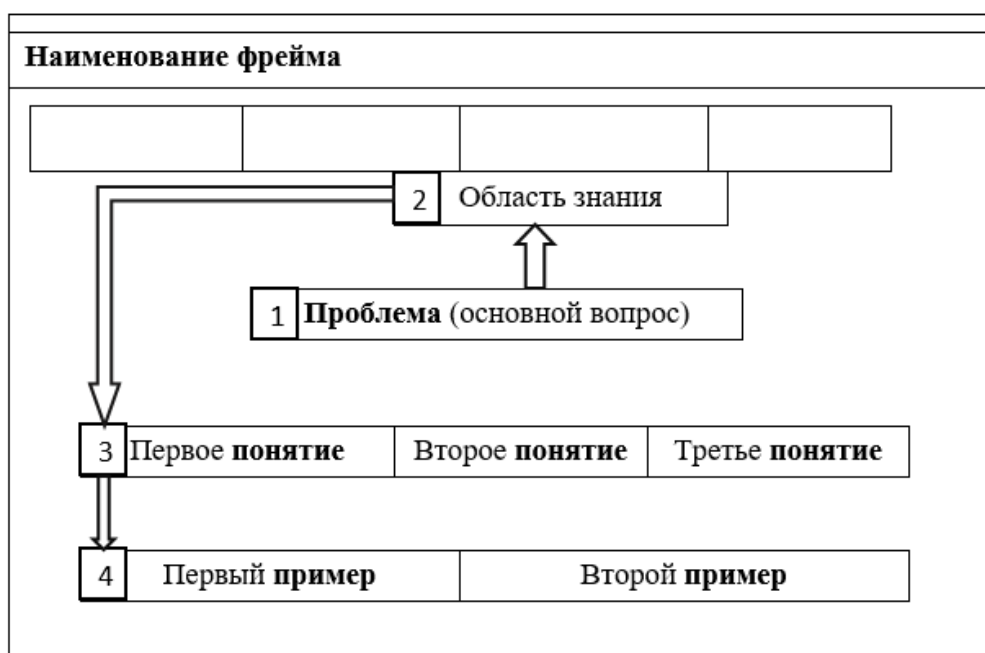 Наименование фрейма
2 Область знания
1 Проблема (основной вопрос)
3 Первое понятие Второе понятие Третье понятие
4 Первый пример Второй пример